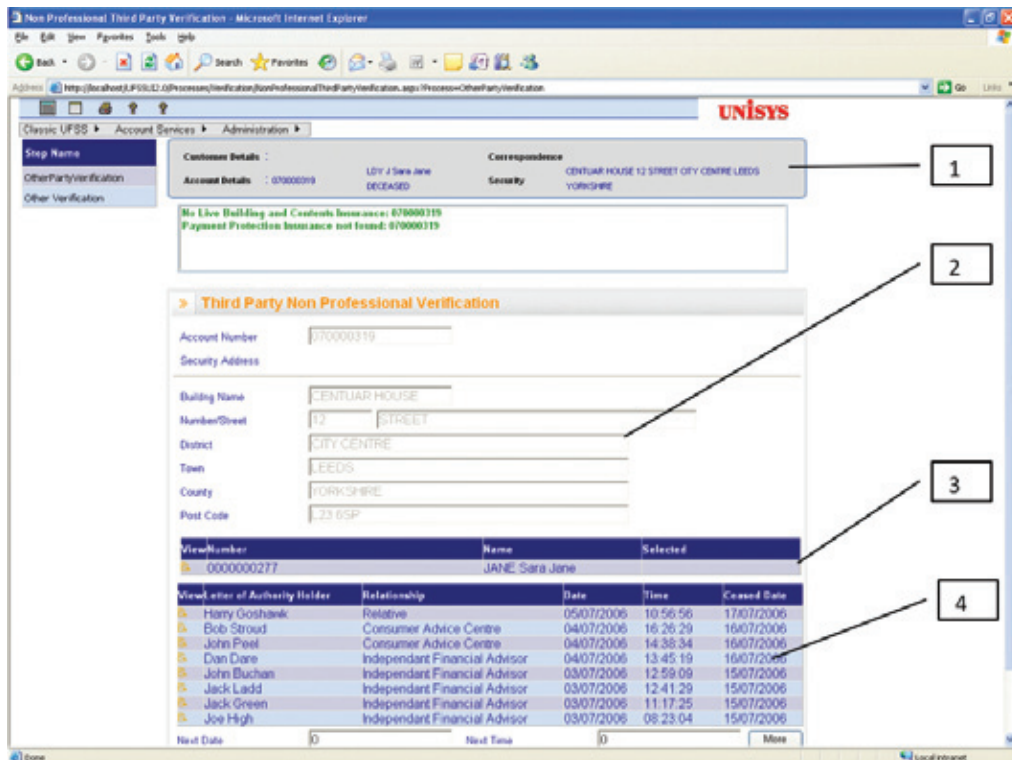 Non Professional Third Party Verification - Microsoft Internet Explorer
File Edit View Favorites Tools Help
Back Search Favorites
Address http://localhost/UFSSUI2.0/Processes/Verification/NonProfessionalThirdPartyVerification.aspx?Process=OtherPartyVerification Go Links
UNISYS
Classic UFSS Account Services Administration
Step Name
OtherPartyVerification
Other Verification
Customer Details : Correspondence
Account Details : 070000319 LDY J Sara Jane DECEASED Security CENTUAR HOUSE 12 STREET CITY CENTRE LEEDS YORKSHIRE
1
No Live Building and Contents Insurance: 070000319
Payment Protection Insurance not found: 070000319
2
» Third Party Non Professional Verification
Account Number 070000319
Security Address
Building Name CENTUAR HOUSE
Number/Street 12 STREET
District CITY CENTRE
Town LEEDS
County YORKSHIRE
Post Code L23 6SP
3
View Number Name Selected
0000000277 JANE Sara Jane
View Letter of Authority Holder Relationship Date Time Ceased Date
4
Harry Goshawk Relative 05/07/2006 10:56:56 17/07/2006
Bob Stroud Consumer Advice Centre 04/07/2006 16:26:29 16/07/2006
John Peel Consumer Advice Centre 04/07/2006 14:38:34 16/07/2006
Dan Dare Independant Financial Advisor 04/07/2006 13:45:19 16/07/2006
John Buchan Independant Financial Advisor 03/07/2006 12:59:09 15/07/2006
Jack Ladd Independant Financial Advisor 03/07/2006 12:41:29 15/07/2006
Jack Green Independant Financial Advisor 03/07/2006 11:17:25 15/07/2006
Joe High Independant Financial Advisor 03/07/2006 08:23:04 15/07/2006
Next Date 0 Next Time 0 More
Done Local intranet